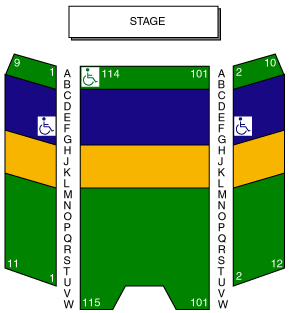 STAGE
9 1 114 101 2 10
A A
B B
C C
D D
E E
F F
G G
H H
J J
K K
L L
M M
N N
O O
P P
Q Q
R R
S S
T T
11 1 U U 2 12
V V
115 101
W W